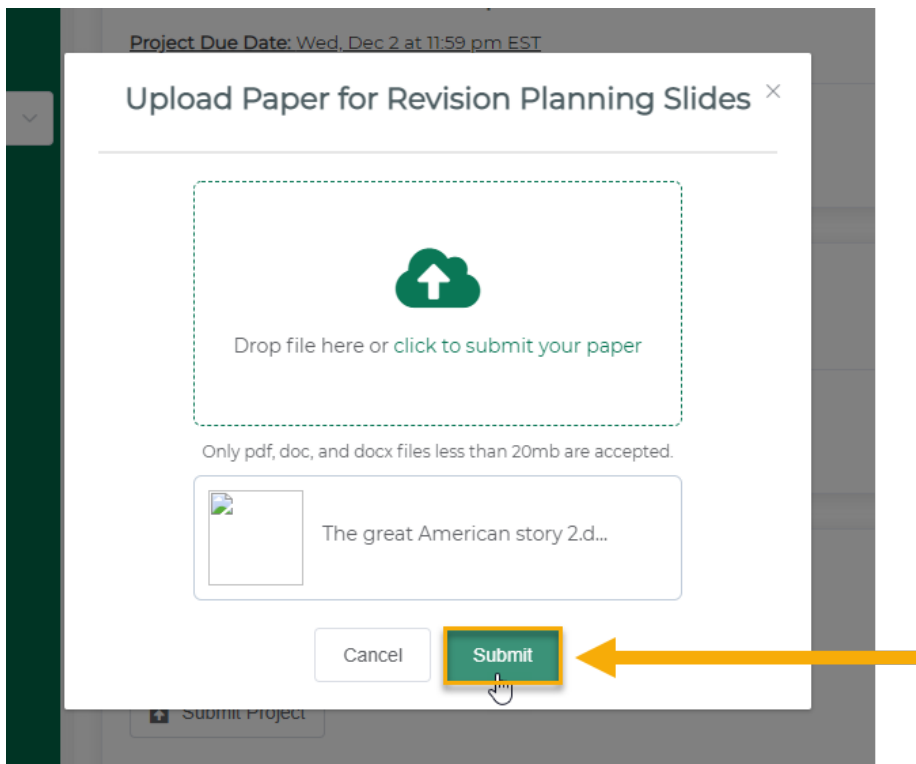 Project Due Date: Wed, Dec 2 at 11:59 pm EST
Upload Paper for Revision Planning Slides
Drop file here or click to submit your paper
Only pdf, doc, and docx files less than 20mb are accepted.
The great American story 2.d...
Cancel
Submit
Submit Project